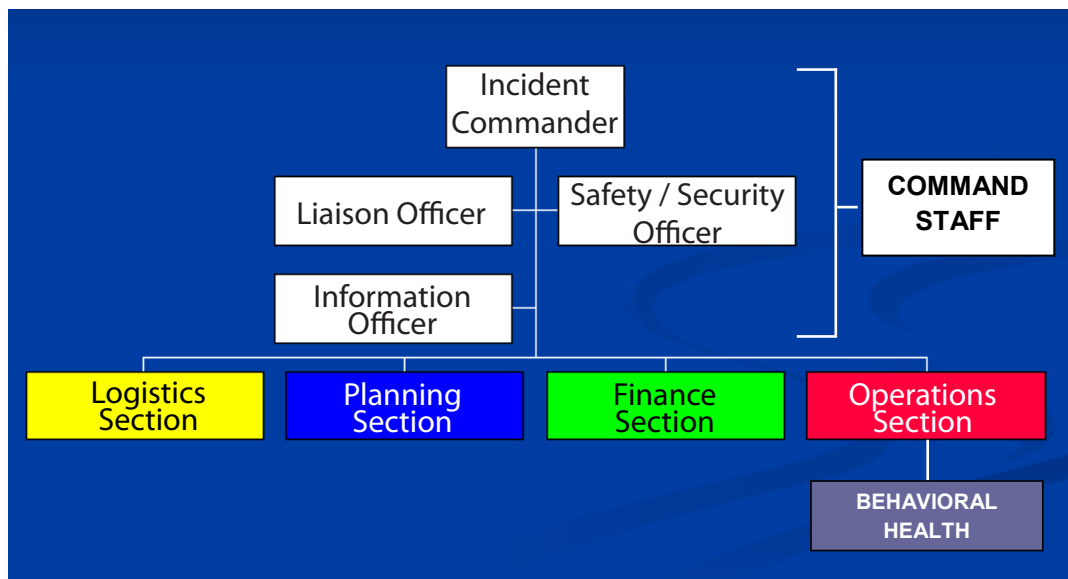 Incident
Commander
Liaison Officer
Safety / Security
Officer
COMMAND
STAFF
Information
Officer
Logistics
Section
Planning
Section
Finance
Section
Operations
Section
BEHAVIORAL
HEALTH